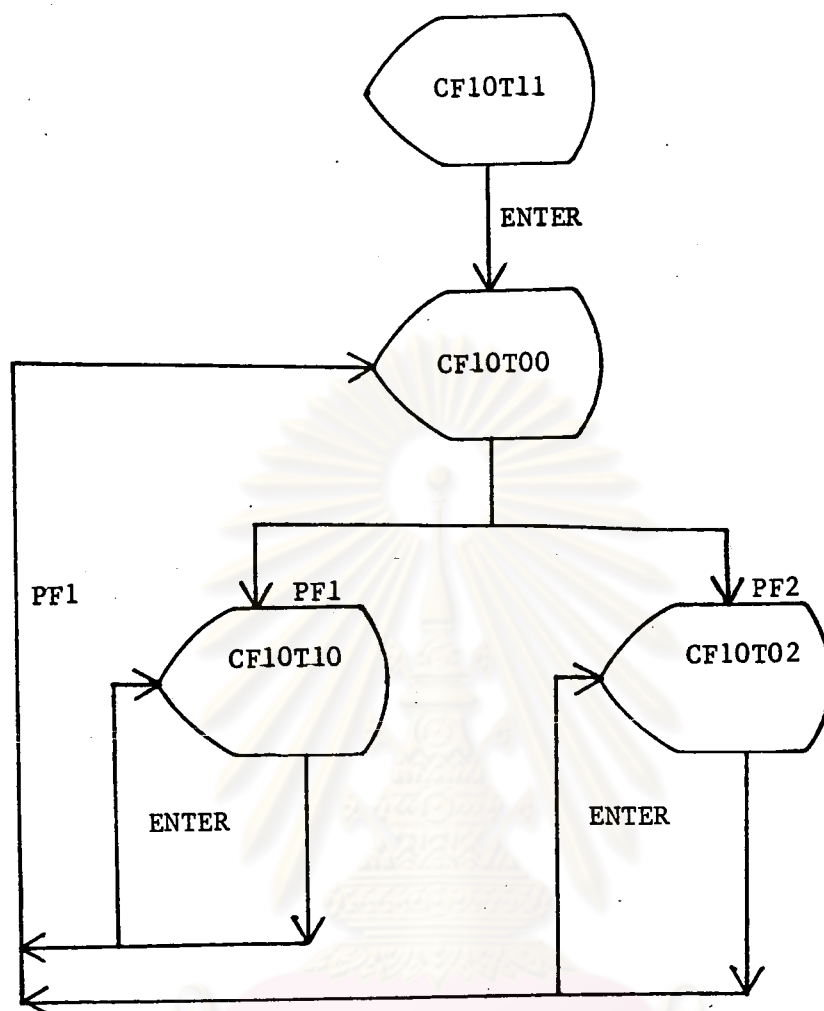 CF10T11
ENTER
CF10T00
PF1
PF1
PF2
CF10T10
CF10T02
ENTER
ENTER